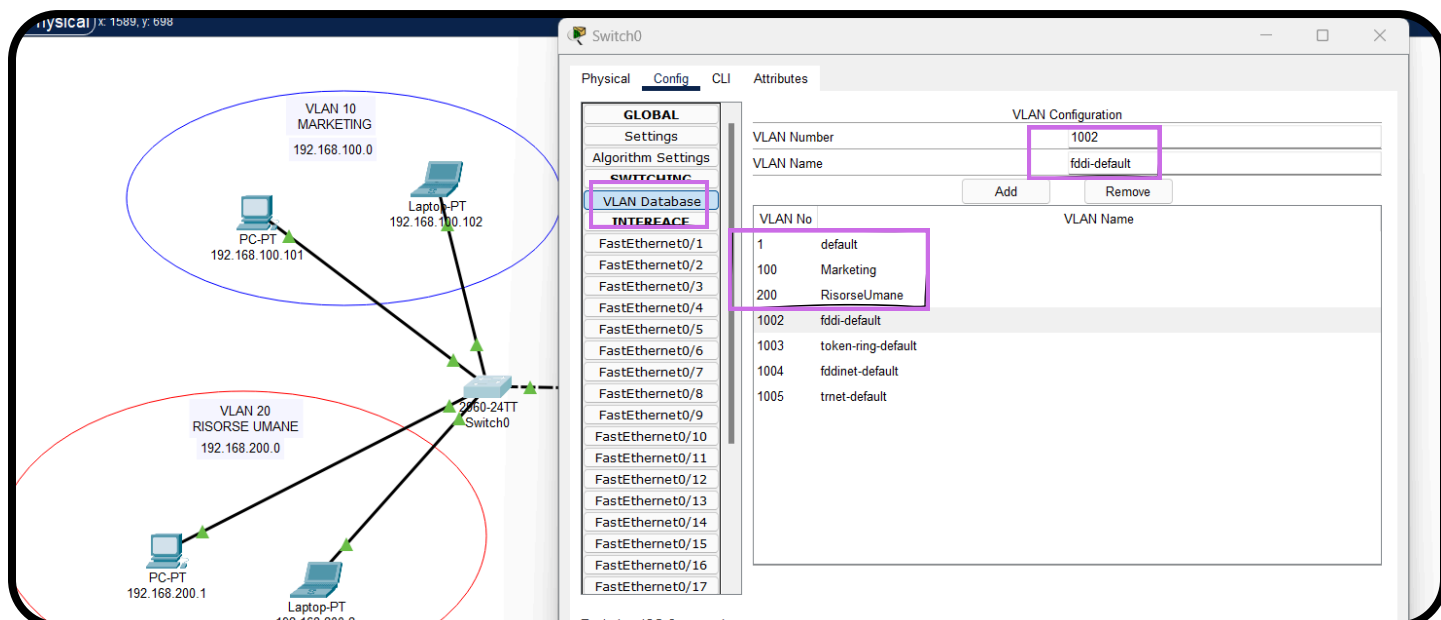 x: 1589, y: 698
VLAN 10
MARKETING
192.168.100.0
Laptop-PT
192.168.100.102
PC-PT
192.168.100.101
2960-24TT
Switch0
VLAN 20
RISORSE UMANE
192.168.200.0
PC-PT
192.168.200.1
Laptop-PT
Switch0
Physical Config CLI Attributes
GLOBAL
Settings
Algorithm Settings
SWITCHING
VLAN Database
INTERFACE
FastEthernet0/1
FastEthernet0/2
FastEthernet0/3
FastEthernet0/4
FastEthernet0/5
FastEthernet0/6
FastEthernet0/7
FastEthernet0/8
FastEthernet0/9
FastEthernet0/10
FastEthernet0/11
FastEthernet0/12
FastEthernet0/13
FastEthernet0/14
FastEthernet0/15
FastEthernet0/16
FastEthernet0/17
VLAN Configuration
VLAN Number 1002
VLAN Name fddi-default
Add Remove
VLAN No VLAN Name
1 default
100 Marketing
200 RisorseUmane
1002 fddi-default
1003 token-ring-default
1004 fddinet-default
1005 trnet-default